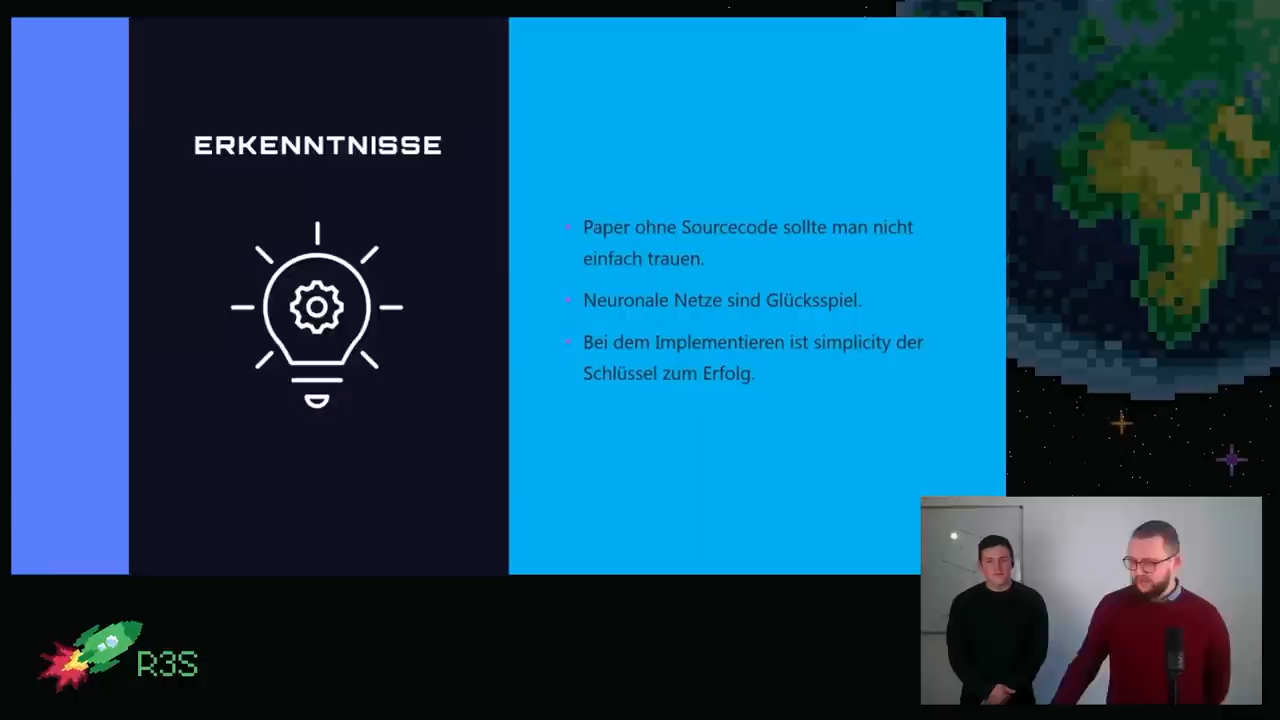 ERKENNTNISSE
Paper ohne Sourcecode sollte man nicht
einfach trauen.
Neuronale Netze sind Glücksspiel.
Bei dem Implementieren ist simplicity der
Schlüssel zum Erfolg.
R3S